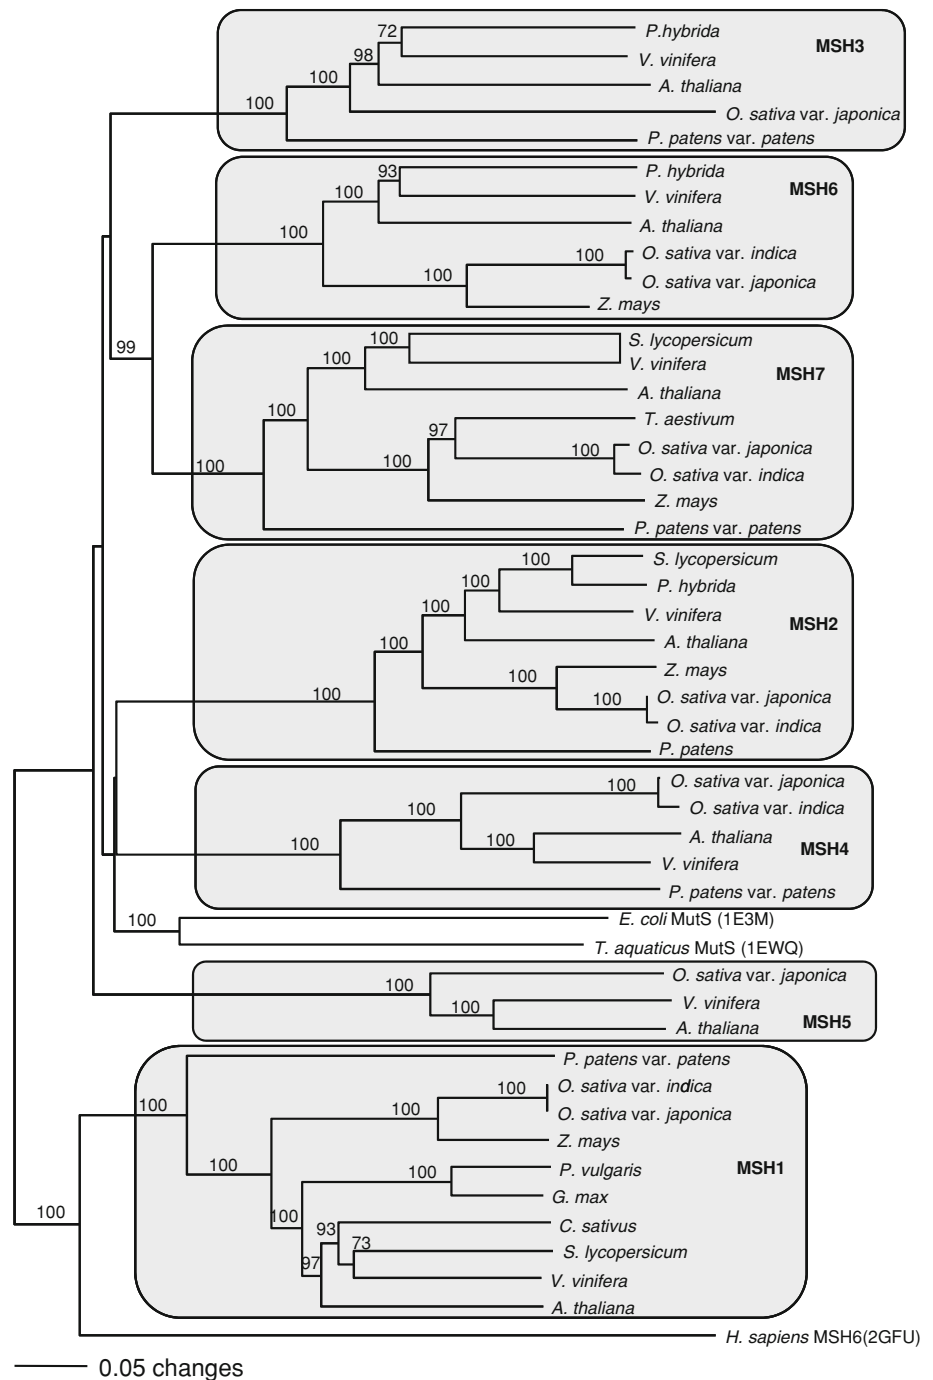 72
P.hybrida
MSH3
98
V. vinifera
100
A. thaliana
100
O. sativa var. japonica
P. patens var. patens
93
P. hybrida
MSH6
100
V. vinifera
A. thaliana
100
100
O. sativa var. indica
100
O. sativa var. japonica
Z. mays
99
100
S. lycopersicum
100
V. vinifera
MSH7
A. thaliana
100
T. aestivum
97
100
O. sativa var. japonica
100
100
O. sativa var. indica
Z. mays
P. patens var. patens
100
S. lycopersicum
100
P. hybrida
100
V. vinifera
MSH2
100
A. thaliana
100
Z. mays
100
100
O. sativa var. japonica
O. sativa var. indica
P. patens
100
O. sativa var. japonica
100
O. sativa var. indica
100
100
A. thaliana
MSH4
V. vinifera
P. patens var. patens
100
E. coli MutS (1E3M)
T. aquaticus MutS (1EWQ)
100
O. sativa var. japonica
100
V. vinifera
MSH5
A. thaliana
P. patens var. patens
100
100
O. sativa var. indica
100
O. sativa var. japonica
Z. mays
100
100
P. vulgaris
MSH1
G. max
100
100
93
C. sativus
73
S. lycopersicum
97
V. vinifera
A. thaliana
H. sapiens MSH6(2GFU)
0.05 changes